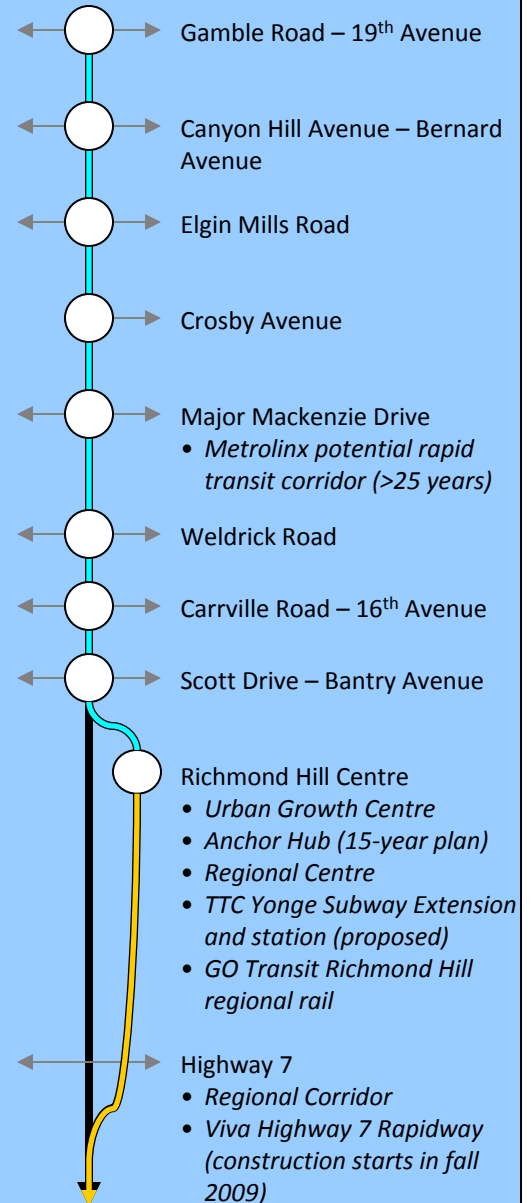 Gamble Road – 19th Avenue
Canyon Hill Avenue – Bernard
Avenue
Elgin Mills Road
Crosby Avenue
Major Mackenzie Drive
• Metrolinx potential rapid
transit corridor (>25 years)
Weldrick Road
Carrville Road – 16th Avenue
Scott Drive – Bantry Avenue
Richmond Hill Centre
• Urban Growth Centre
• Anchor Hub (15-year plan)
• Regional Centre
• TTC Yonge Subway Extension
and station (proposed)
• GO Transit Richmond Hill
regional rail
Highway 7
• Regional Corridor
• Viva Highway 7 Rapidway
(construction starts in fall
2009)